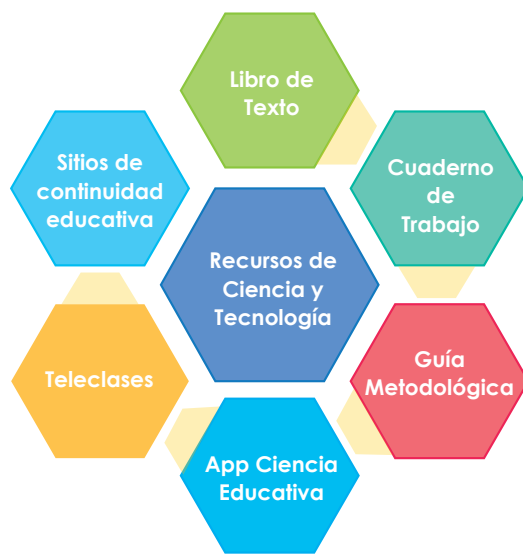 Libro de
Texto
Cuaderno
de
Trabajo
Guía
Metodológica
App Ciencia
Educativa
Teleclases
Sitios de
continuidad
educativa
Recursos de
Ciencia y
Tecnología